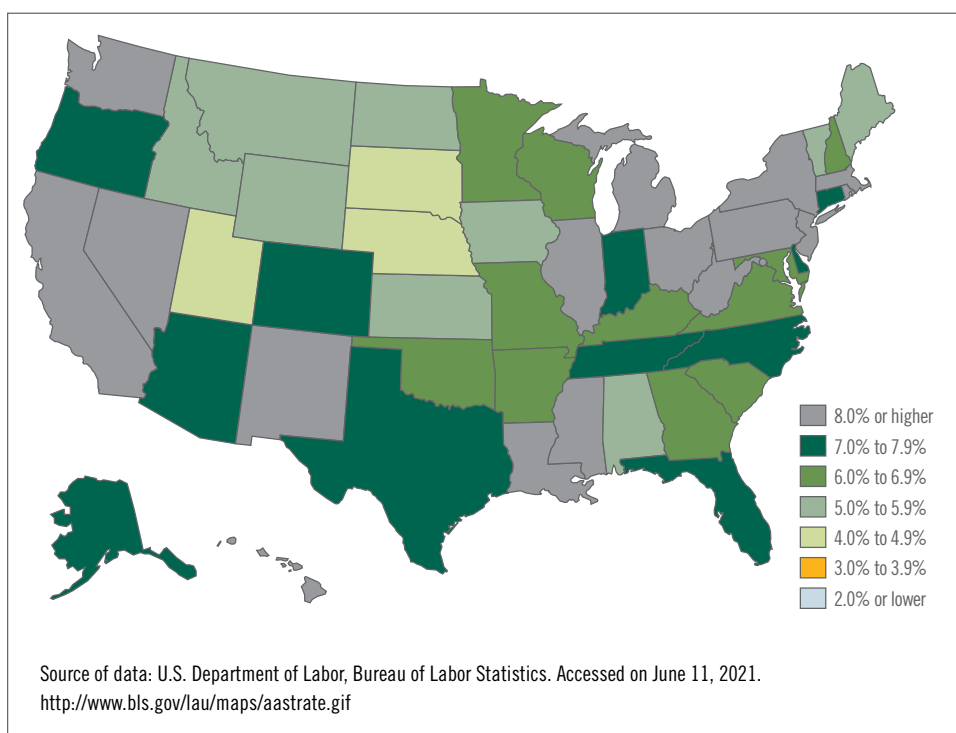 8.0% or higher
7.0% to 7.9%
6.0% to 6.9%
5.0% to 5.9%
4.0% to 4.9%
3.0% to 3.9%
2.0% or lower
Source of data: U.S. Department of Labor, Bureau of Labor Statistics. Accessed on June 11, 2021.
http://www.bls.gov/lau/maps/aastrate.gif